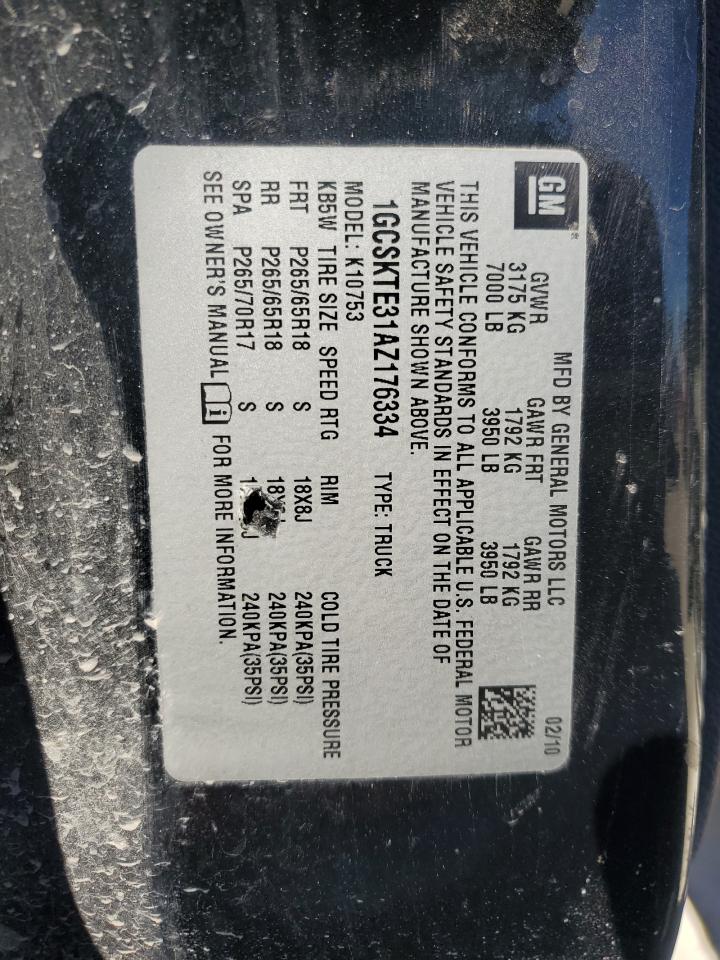 GM
MFD BY GENERAL MOTORS LLC 02/10
GVWR GAWR FRT GAWR RR
3175 KG 1792 KG 1792 KG
7000 LB 3950 LB 3950 LB
THIS VEHICLE CONFORMS TO ALL APPLICABLE U.S. FEDERAL MOTOR
VEHICLE SAFETY STANDARDS IN EFFECT ON THE DATE OF
MANUFACTURE SHOWN ABOVE.
1GCSKTE31AZ176334 TYPE: TRUCK
MODEL: K10753
KB5W TIRE SIZE SPEED RTG RIM COLD TIRE PRESSURE
FRT P265/65R18 S 18X8J 240KPA(35PSI)
RR P265/65R18 S 240KPA(35PSI)
SPA P265/70R17 S 240KPA(35PSI)
SEE OWNER'S MANUAL FOR MORE INFORMATION.